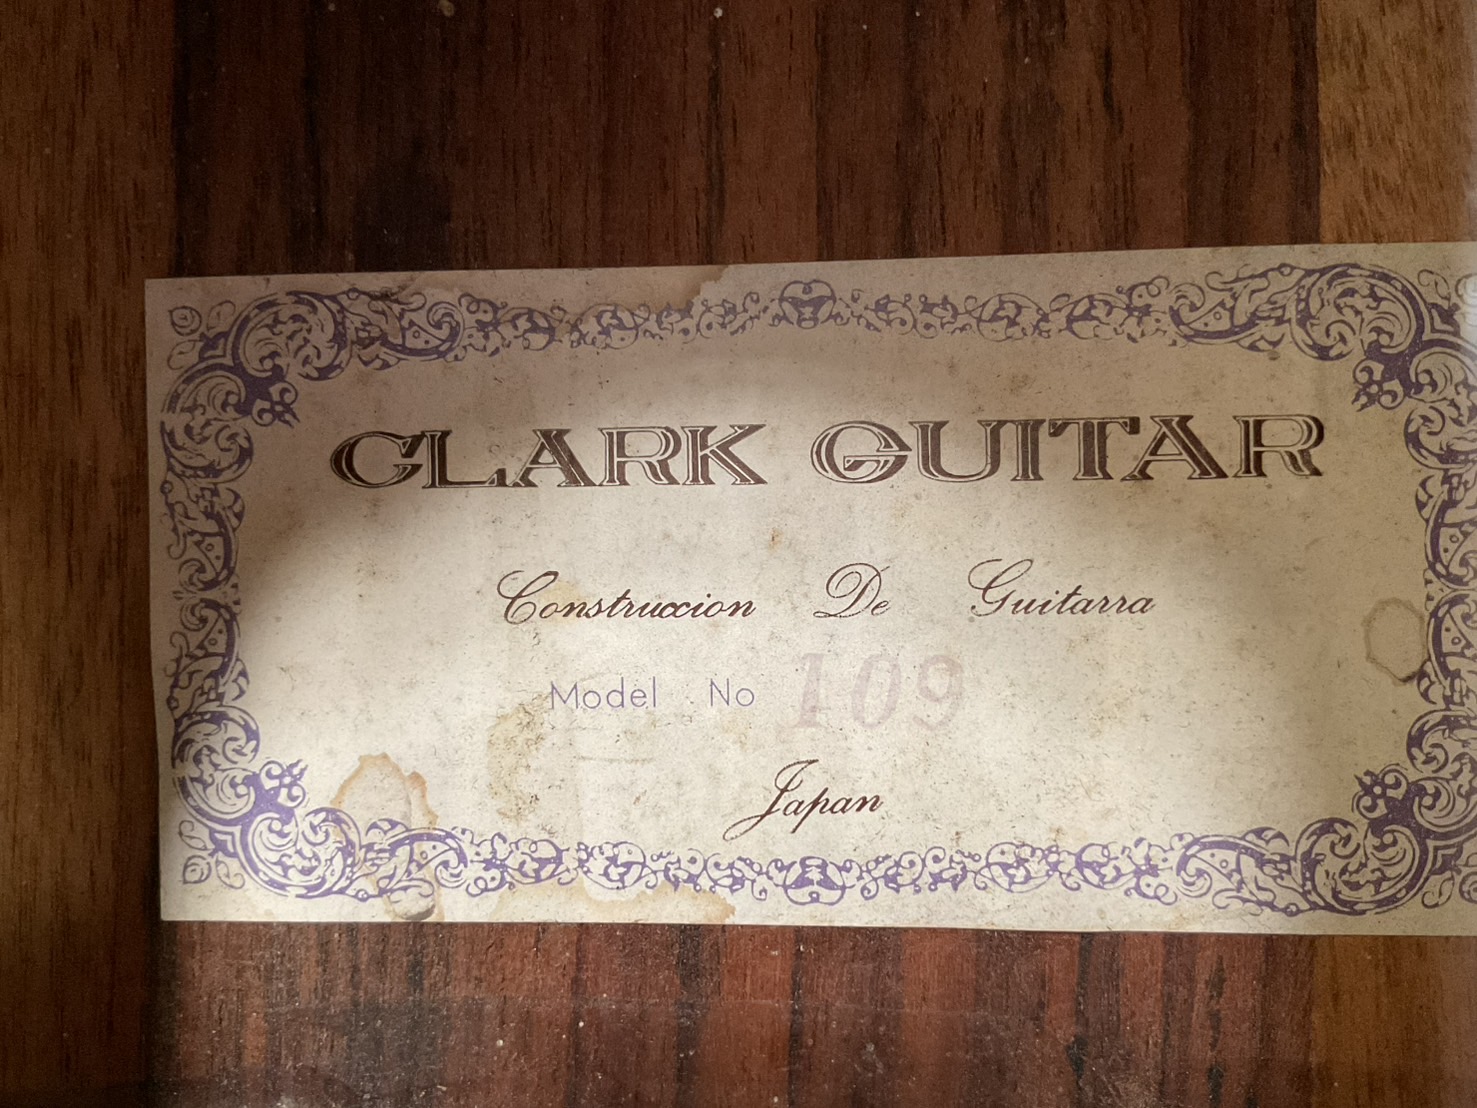 CLARK GUITAR
Construccion De Guitarra
Model No 109
Japan